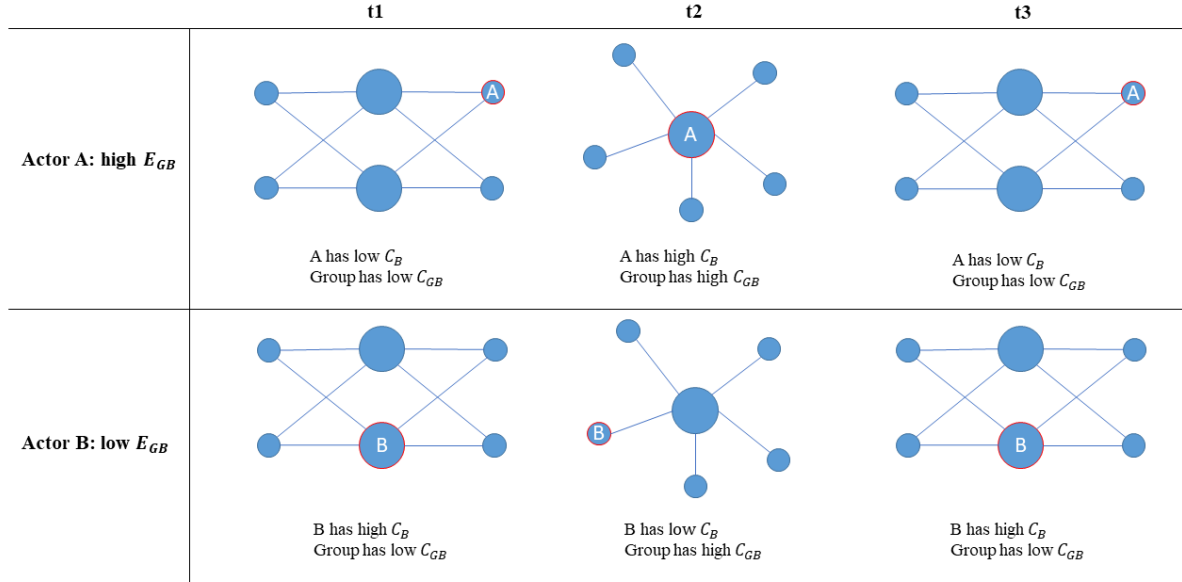 t1 t2 t3
A
A
A
Actor A: high E_GB
A has low C_B
Group has low C_GB
A has high C_B
Group has high C_GB
A has low C_B
Group has low C_GB
B
B
B
Actor B: low E_GB
B has high C_B
Group has low C_GB
B has low C_B
Group has high C_GB
B has high C_B
Group has low C_GB